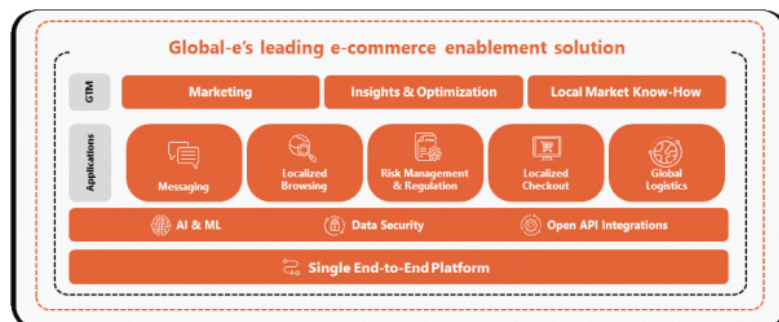 Global-e's leading e-commerce enablement solution
GTM
Marketing
Insights & Optimization
Local Market Know-How
Applications
Messaging
Localized
Browsing
Risk Management
& Regulation
Localized
Checkout
Global
Logistics
AI & ML
Data Security
Open API Integrations
Single End-to-End Platform